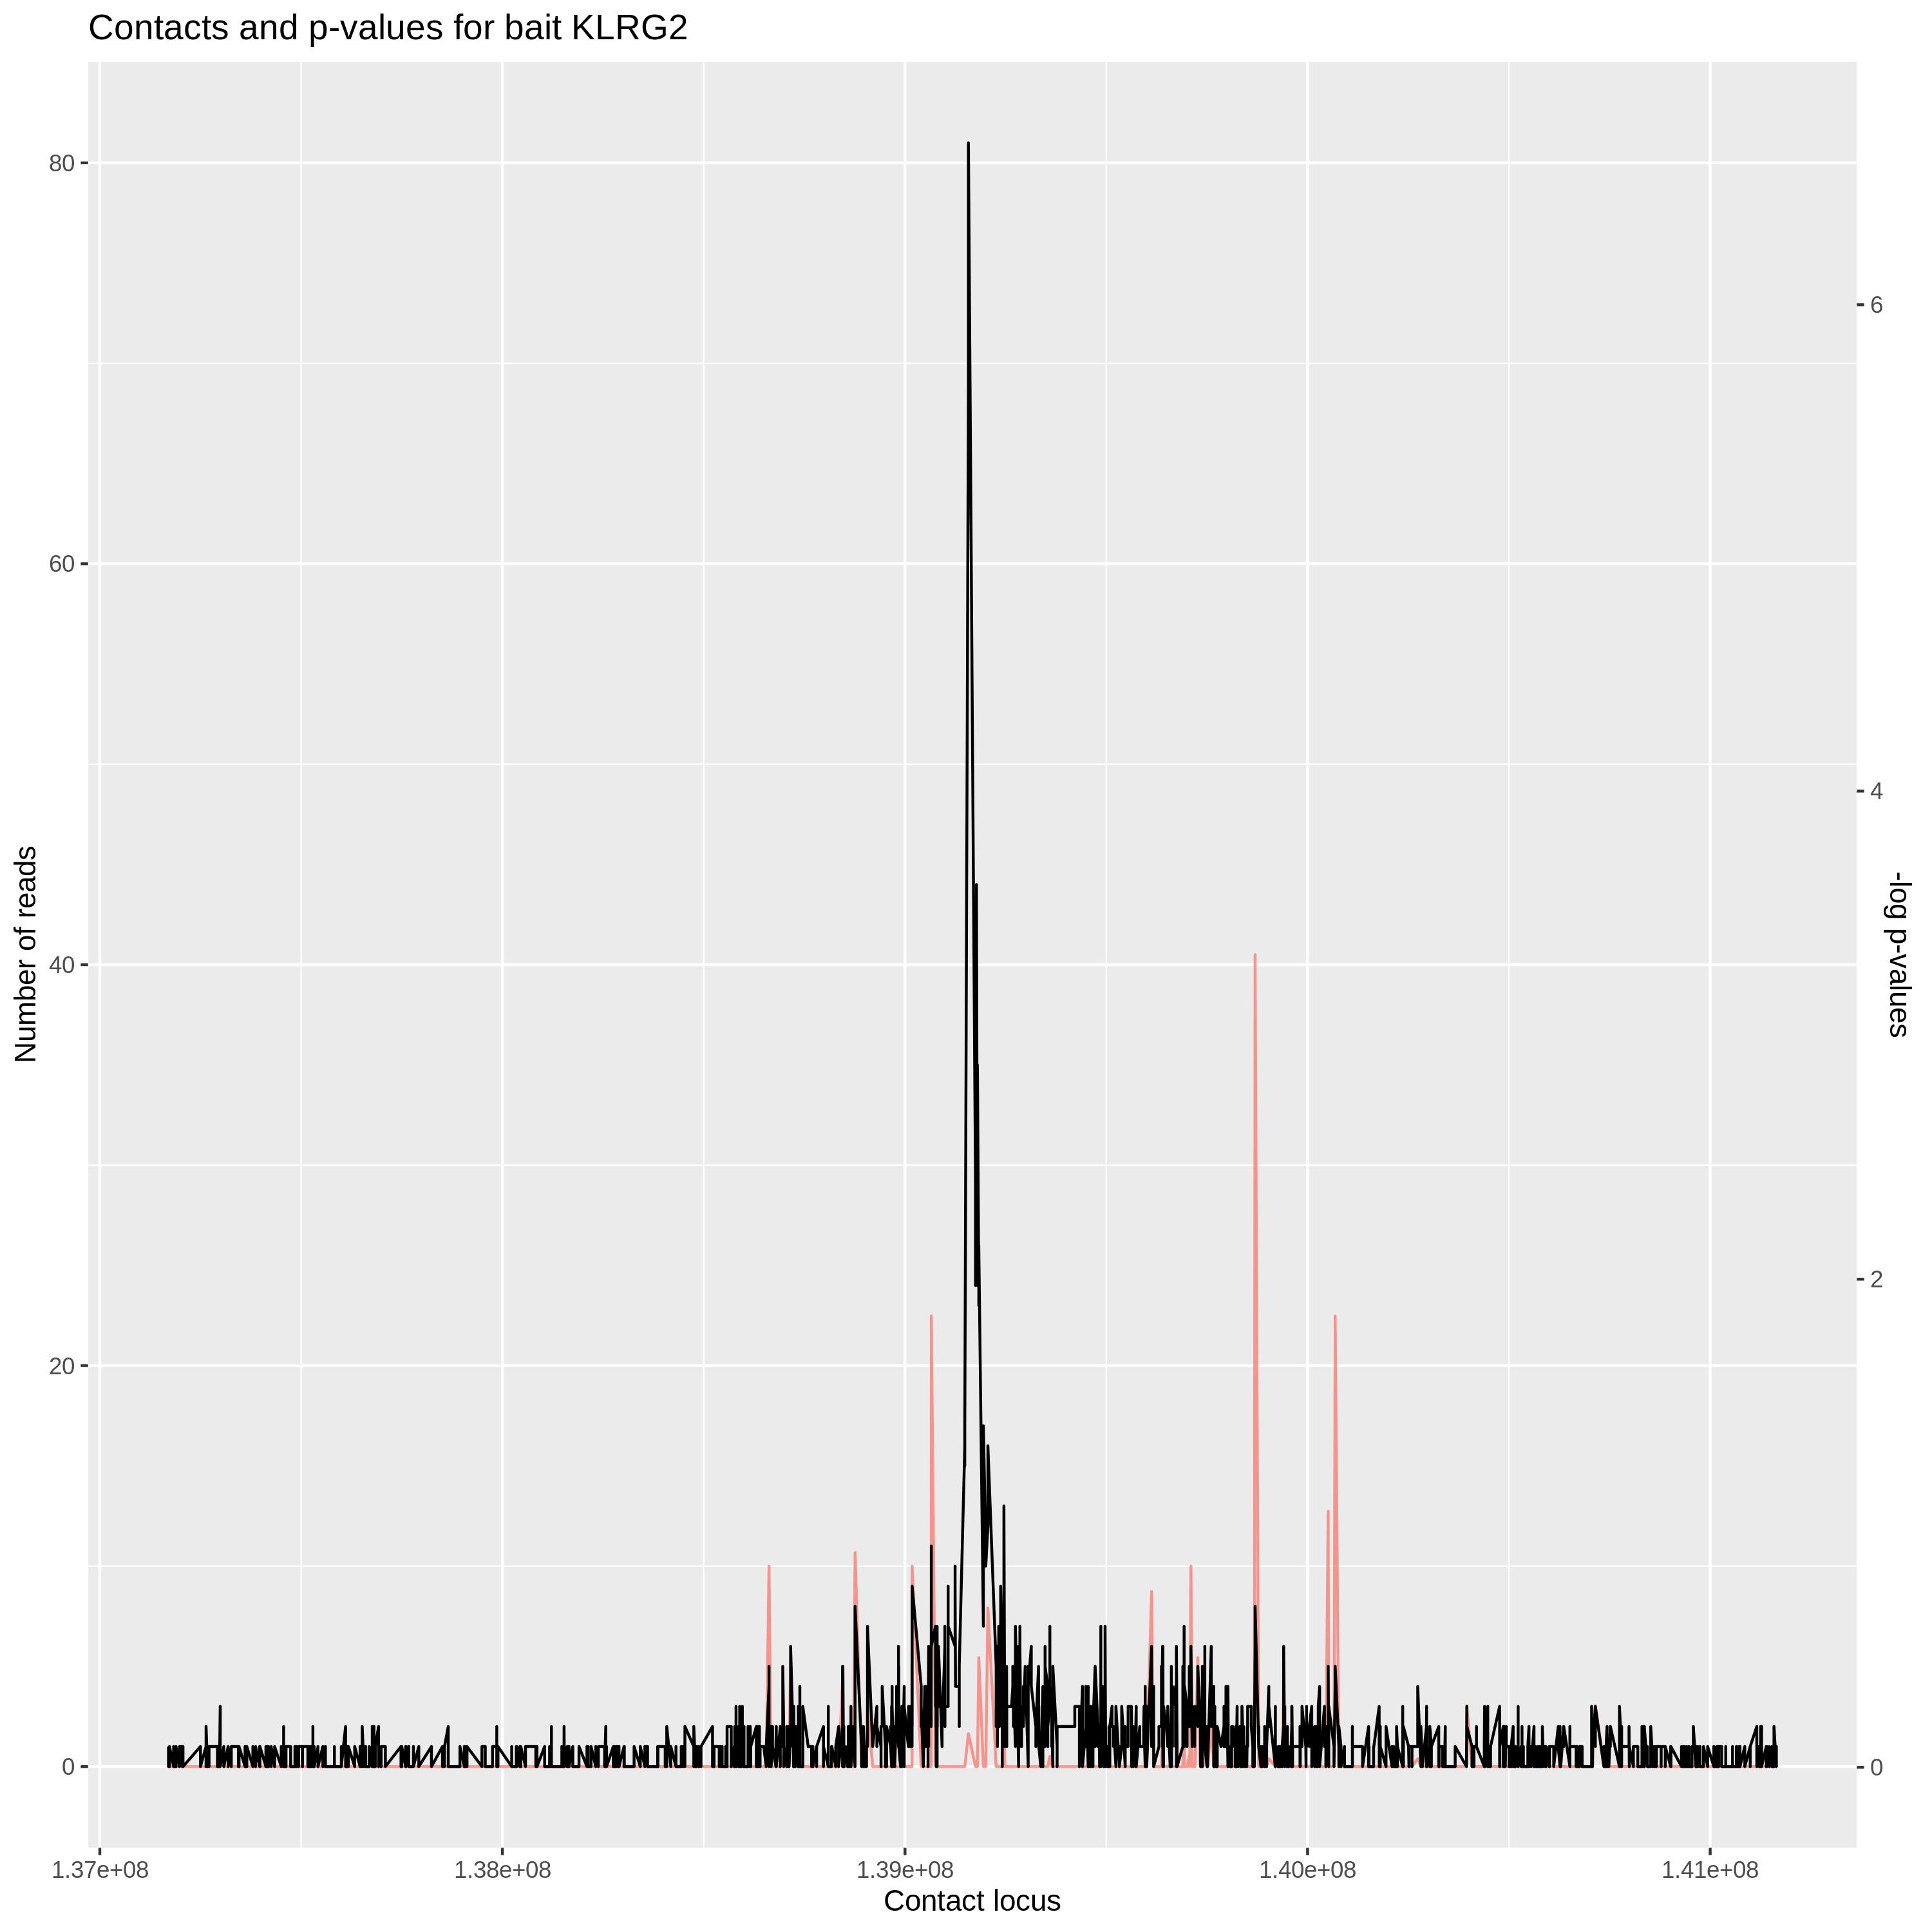 Contacts and p-values for bait KLRG2
80
60
40
20
0
Number of reads
6
4
2
0
-log p-values
1.37e+08
1.38e+08
1.39e+08
1.40e+08
1.41e+08
Contact locus